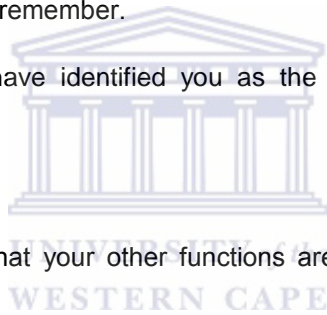 remember.
have identified you as the
hat your other functions are
UNIVERSITY of the
WESTERN CAPE